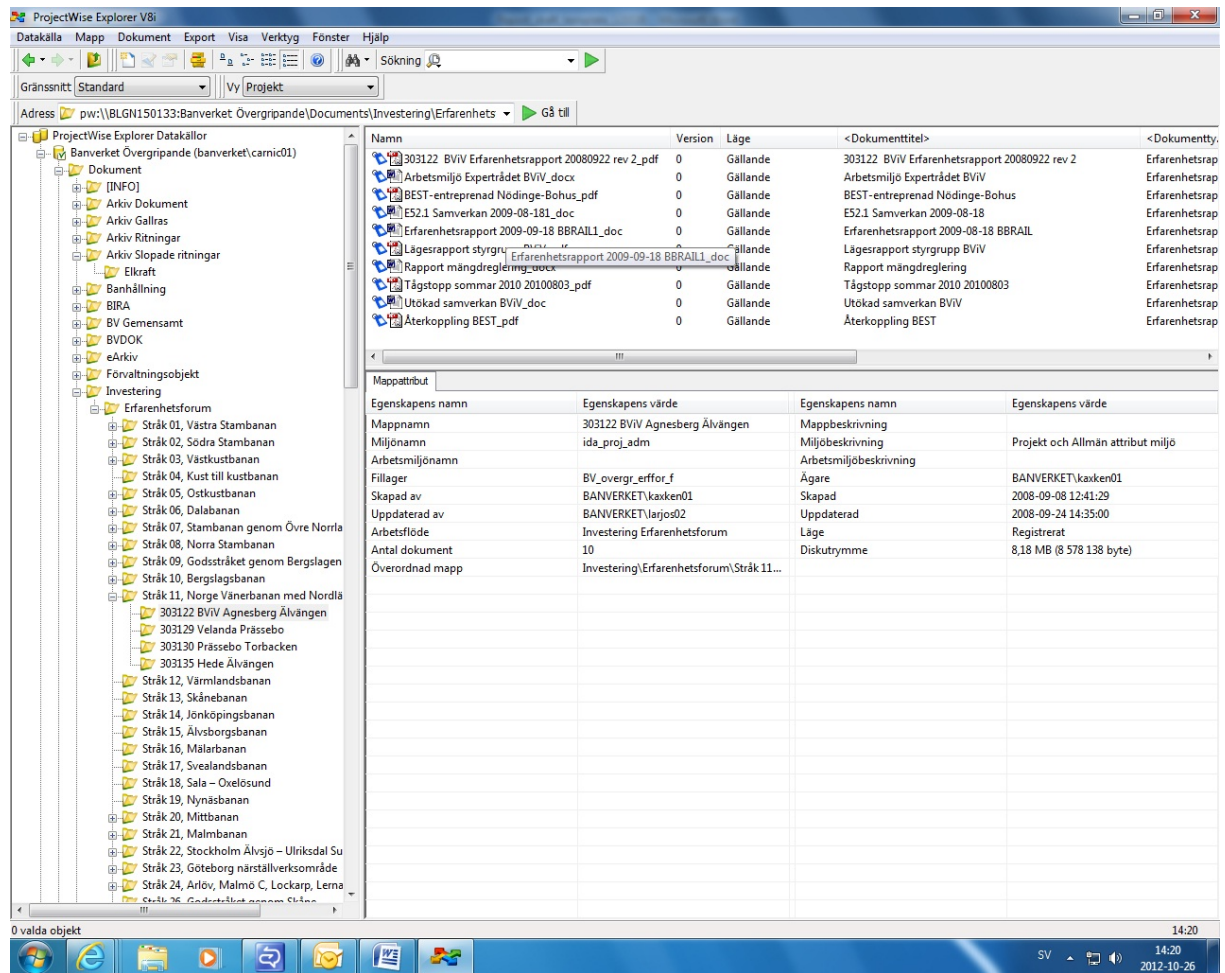 ProjectWise Explorer V8i
Datakälla Mapp Dokument Export Visa Verktyg Fönster Hjälp
Sökning
Gränssnitt Standard Vy Projekt
Adress pw:\\BLGN150133:Banverket Övergripande\Documents\Investering\Erfarenhets Gå till
ProjectWise Explorer Datakällor
Banverket Övergripande (banverket\carnic01)
Dokument
[INFO]
Arkiv Dokument
Arkiv Gallras
Arkiv Ritningar
Arkiv Slopade ritningar
Elkraft
Banhållning
BIRA
BV Gemensamt
BVDOK
eArkiv
Förvaltningsobjekt
Investering
Erfarenhetsforum
Stråk 01, Västra Stambanan
Stråk 02, Södra Stambanan
Stråk 03, Västkustbanan
Stråk 04, Kust till kustbanan
Stråk 05, Ostkustbanan
Stråk 06, Dalabanan
Stråk 07, Stambanan genom Övre Norrla
Stråk 08, Norra Stambanan
Stråk 09, Godsstråket genom Bergslagen
Stråk 10, Bergslagsbanan
Stråk 11, Norge Vänerbanan med Nordlä
303122 BViV Agnesberg Älvängen
303129 Velanda Prässebo
303130 Prässebo Torbacken
303135 Hede Älvängen
Stråk 12, Värmlandsbanan
Stråk 13, Skånebanan
Stråk 14, Jönköpingsbanan
Stråk 15, Älvsborgsbanan
Stråk 16, Mälarbanan
Stråk 17, Svealandsbanan
Stråk 18, Sala – Oxelösund
Stråk 19, Nynäsbanan
Stråk 20, Mittbanan
Stråk 21, Malmbanan
Stråk 22, Stockholm Älvsjö – Ulriksdal Su
Stråk 23, Göteborg närställverksområde
Stråk 24, Arlöv, Malmö C, Lockarp, Lerna
Stråk 26, Godsstråket genom Skåne
Namn Version Läge <Dokumenttitel> <Dokumentty.
303122 BViV Erfarenhetsrapport 20080922 rev 2_pdf 0 Gällande 303122 BViV Erfarenhetsrapport 20080922 rev 2 Erfarenhetsrap
Arbetsmiljö Expertrådet BViV_docx 0 Gällande Arbetsmiljö Expertrådet BViV Erfarenhetsrap
BEST-entreprenad Nödinge-Bohus_pdf 0 Gällande BEST-entreprenad Nödinge-Bohus Erfarenhetsrap
E52.1 Samverkan 2009-08-181_doc 0 Gällande E52.1 Samverkan 2009-08-18 Erfarenhetsrap
Erfarenhetsrapport 2009-09-18 BBRAIL1_doc 0 Gällande Erfarenhetsrapport 2009-09-18 BBRAIL Erfarenhetsrap
Lägesrapport styrgrupp BViV_pdf 0 Gällande Lägesrapport styrgrupp BViV Erfarenhetsrap
Erfarenhetsrapport 2009-09-18 BBRAIL1_doc
Rapport mängdreglering_docx 0 Gällande Rapport mängdreglering Erfarenhetsrap
Tågstopp sommar 2010 20100803_pdf 0 Gällande Tågstopp sommar 2010 20100803 Erfarenhetsrap
Utökad samverkan BViV_doc 0 Gällande Utökad samverkan BViV Erfarenhetsrap
Återkoppling BEST_pdf 0 Gällande Återkoppling BEST Erfarenhetsrap
Mappattribut
Egenskapens namn Egenskapens värde Egenskapens namn Egenskapens värde
Mappnamn 303122 BViV Agnesberg Älvängen Mappbeskrivning
Miljönamn ida_proj_adm Miljöbeskrivning Projekt och Allmän attribut miljö
Arbetsmiljönamn Arbetsmiljöbeskrivning
Fillager BV_overgr_erffor_f Ägare BANVERKET\kaxken01
Skapad av BANVERKET\kaxken01 Skapad 2008-09-08 12:41:29
Uppdaterad av BANVERKET\larjos02 Uppdaterad 2008-09-24 14:35:00
Arbetsflöde Investering Erfarenhetsforum Läge Registrerat
Antal dokument 10 Diskutrymme 8,18 MB (8 578 138 byte)
Överordnad mapp Investering\Erfarenhetsforum\Stråk 11...
0 valda objekt 14:20
SV 14:20
2012-10-26